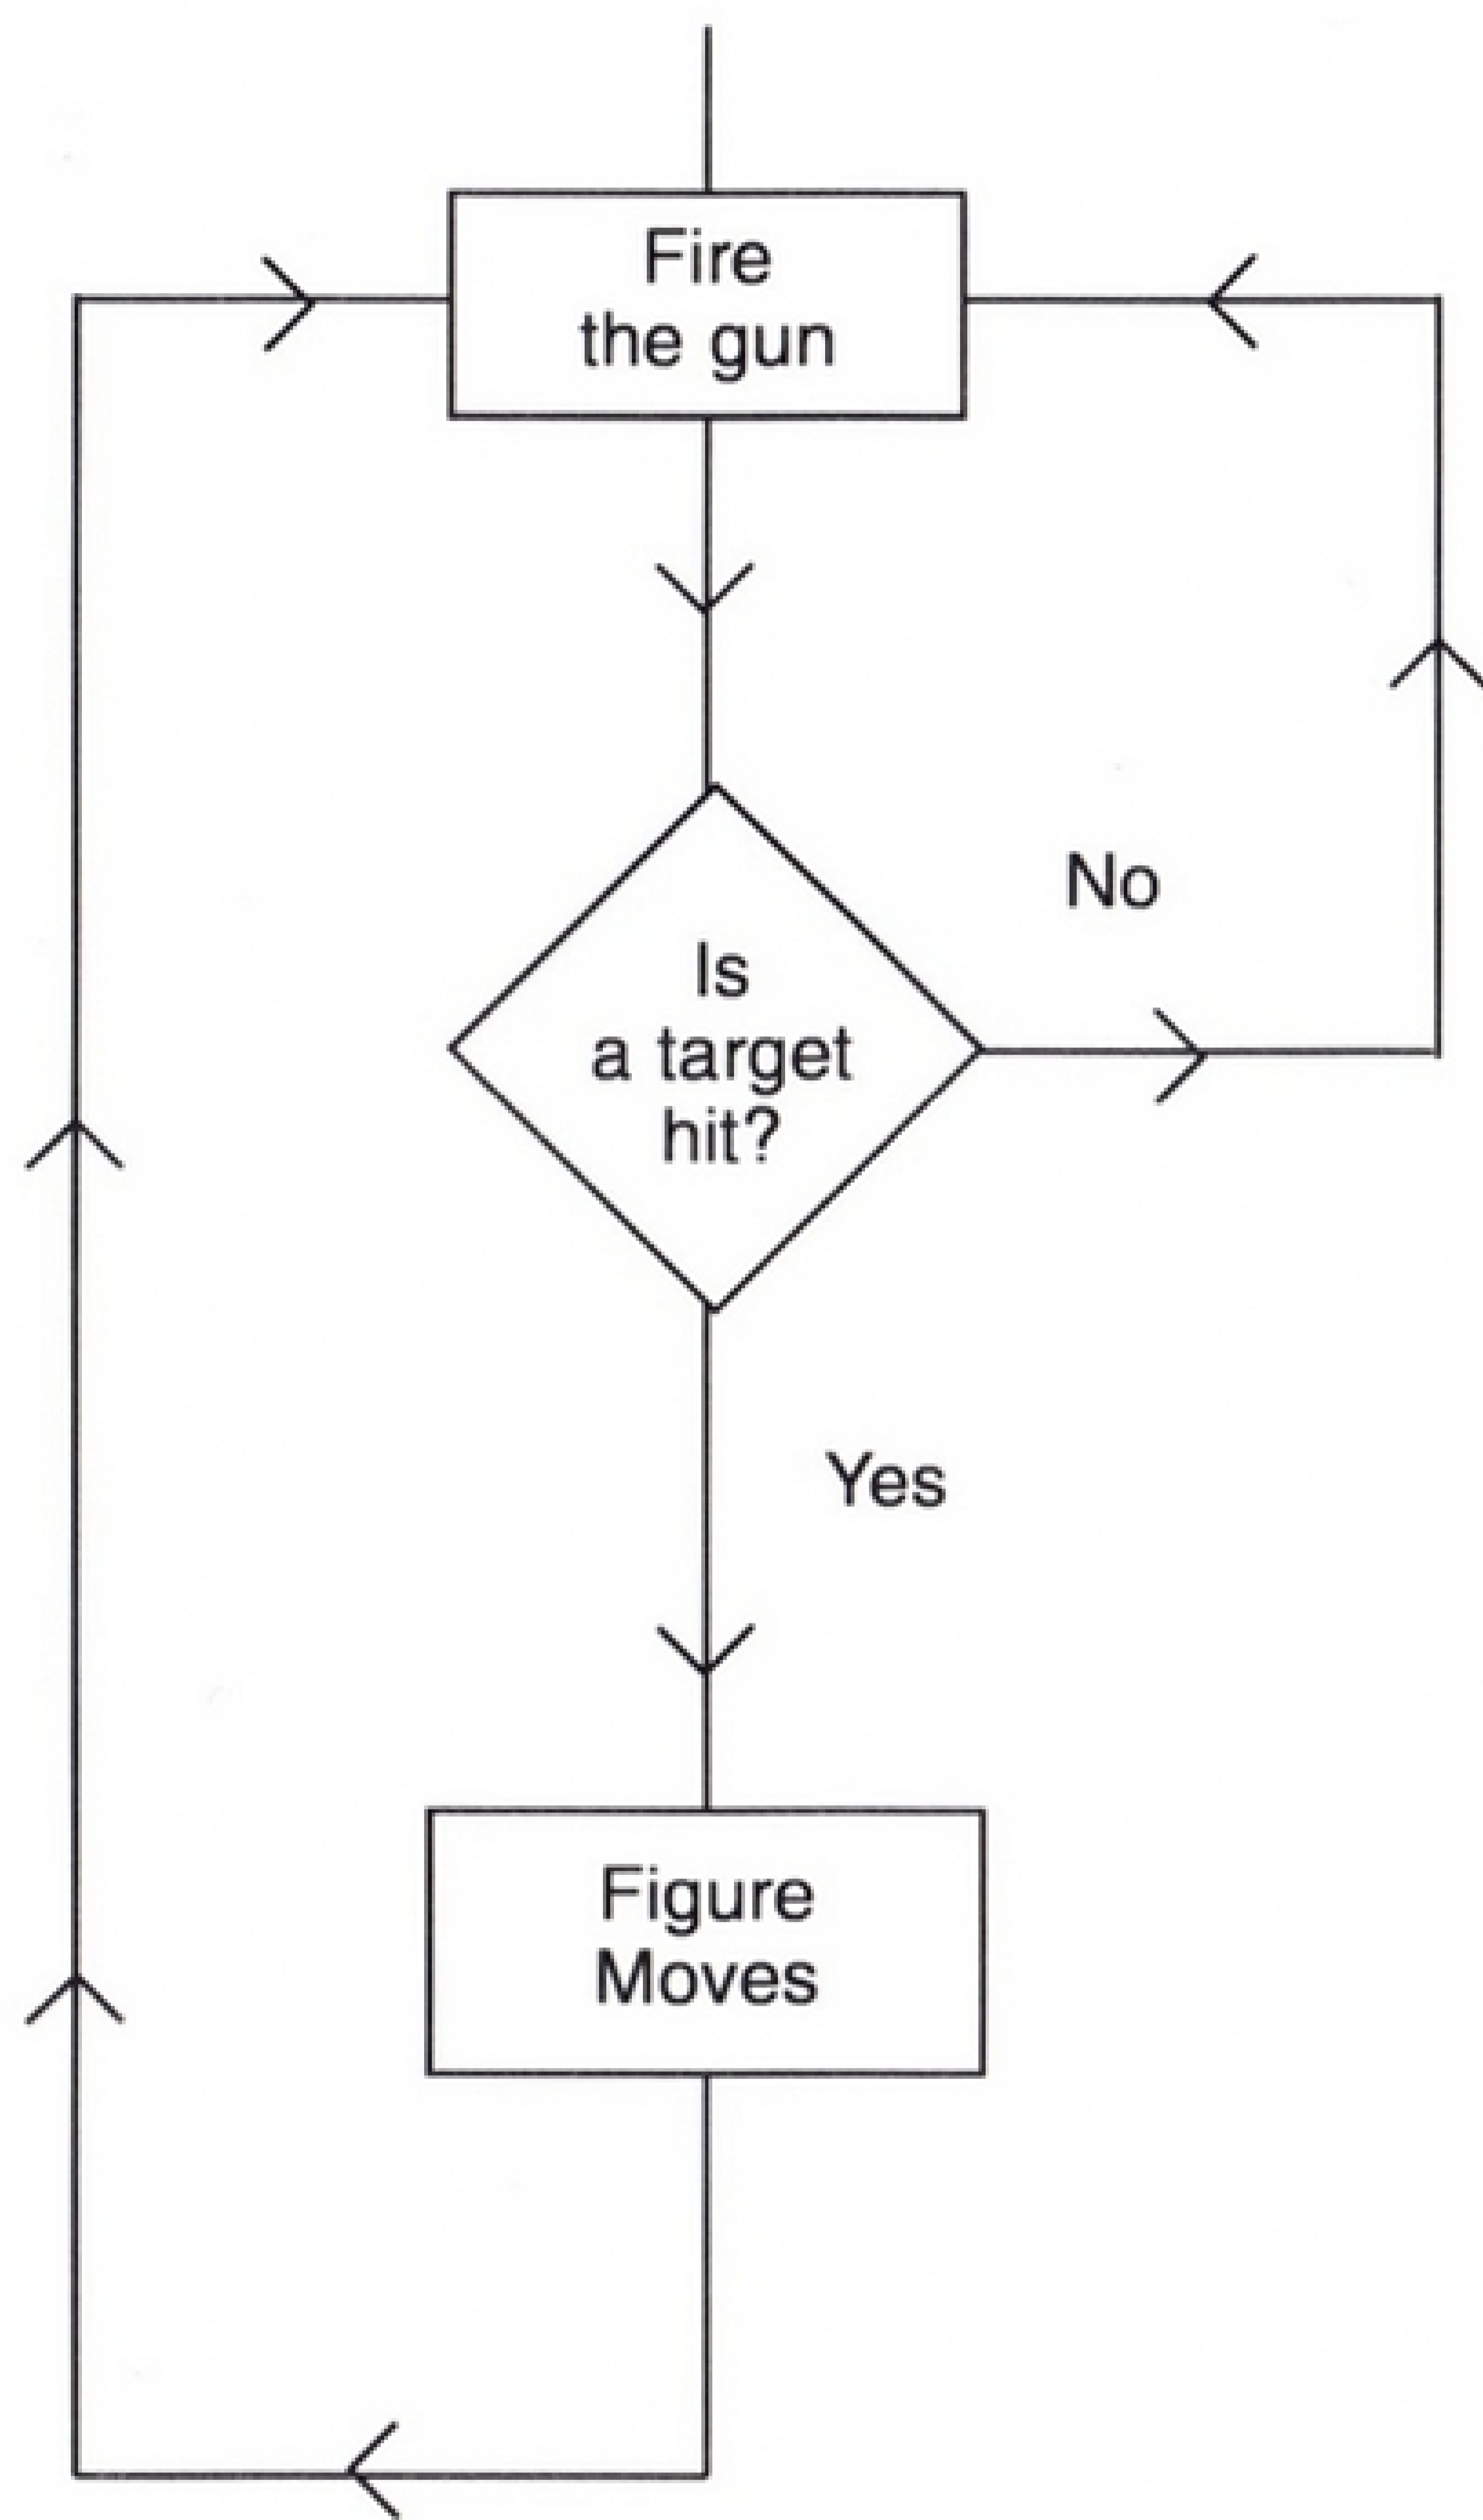 Fire
the gun
No
Is
a target
hit?
Yes
Figure
Moves